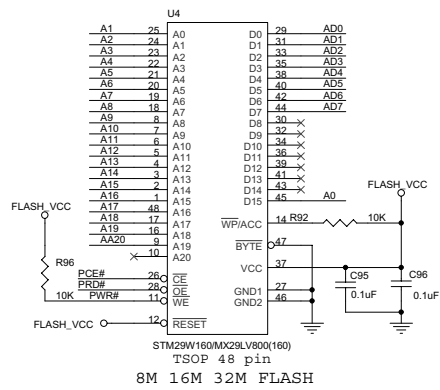 U4
A1 25 A0 D0 29 AD0
A2 24 A1 D1 31 AD1
A3 23 A2 D2 33 AD2
A4 22 A3 D3 35 AD3
A5 21 A4 D4 38 AD4
A6 20 A5 D5 40 AD5
A7 19 A6 D6 42 AD6
A8 18 A7 D7 44 AD7
A9 8 A8 D8 30
A10 7 A9 D9 32
A11 6 A10 D10 34
A12 5 A11 D11 36
A13 4 A12 D12 39
A14 3 A13 D13 41
A15 2 A14 D14 43
A16 1 A15 D15 45 A0
A17 48 A16
A18 17 A17 WP/ACC 14 R92 10K
A19 16 A18
AA20 9 A19 BYTE 47
10 A20
FLASH_VCC
FLASH_VCC
R96
10K
PCE# 26 CE VCC 37
PRD# 28 OE GND1 27
PWR# 11 WE GND2 46
FLASH_VCC 12 RESET
C95
0.1uF
C96
0.1uF
STM29W160/MX29LV800(160)
TSOP 48 pin
8M 16M 32M FLASH